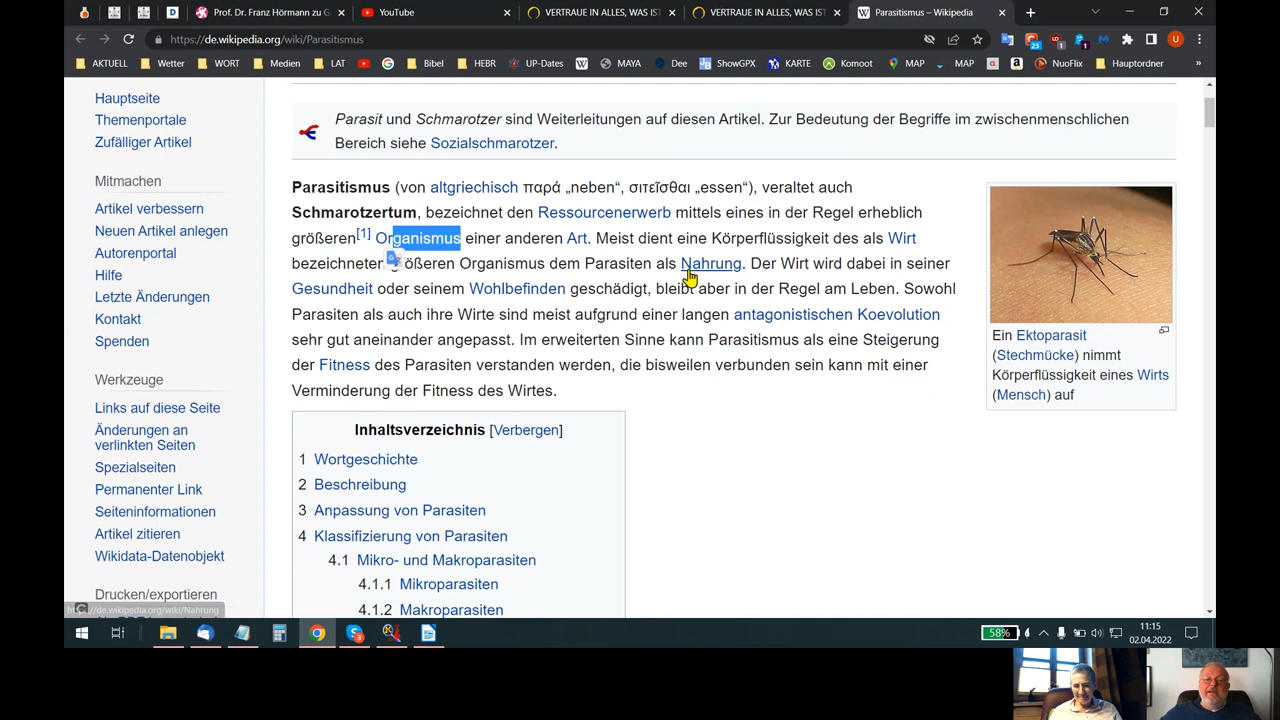 Prof. Dr. Franz Hörmann zu G
YouTube
VERTRAUE IN ALLES, WAS IST
VERTRAUE IN ALLES, WAS IST
Parasitismus – Wikipedia
https://de.wikipedia.org/wiki/Parasitismus
23
1
1
U
AKTUELL
Wetter
WORT
Medien
LAT
Bibel
HEBR
UP-Dates
MAYA
Dee
ShowGPX
KARTE
Komoot
MAP
MAP
NuoFlix
Hauptordner
»
Hauptseite
Themenportale
Zufälliger Artikel
Mitmachen
Artikel verbessern
Neuen Artikel anlegen
Autorenportal
Hilfe
Letzte Änderungen
Kontakt
Spenden
Werkzeuge
Links auf diese Seite
Änderungen an
verlinkten Seiten
Spezialseiten
Permanenter Link
Seiteninformationen
Artikel zitieren
Wikidata-Datenobjekt
Drucken/exportieren
https://de.wikipedia.org/wiki/Nahrung
Parasit und Schmarotzer sind Weiterleitungen auf diesen Artikel. Zur Bedeutung der Begriffe im zwischenmenschlichen
Bereich siehe Sozialschmarotzer.
Parasitismus (von altgriechisch παρά „neben“, σιτεῖσθαι „essen“), veraltet auch
Schmarotzertum, bezeichnet den Ressourcenerwerb mittels eines in der Regel erheblich
größeren[1] Organismus einer anderen Art. Meist dient eine Körperflüssigkeit des als Wirt
bezeichneten größeren Organismus dem Parasiten als Nahrung. Der Wirt wird dabei in seiner
Gesundheit oder seinem Wohlbefinden geschädigt, bleibt aber in der Regel am Leben. Sowohl
Parasiten als auch ihre Wirte sind meist aufgrund einer langen antagonistischen Koevolution
sehr gut aneinander angepasst. Im erweiterten Sinne kann Parasitismus als eine Steigerung
der Fitness des Parasiten verstanden werden, die bisweilen verbunden sein kann mit einer
Verminderung der Fitness des Wirtes.
Ein Ektoparasit
(Stechmücke) nimmt
Körperflüssigkeit eines Wirts
(Mensch) auf
Inhaltsverzeichnis [Verbergen]
1 Wortgeschichte
2 Beschreibung
3 Anpassung von Parasiten
4 Klassifizierung von Parasiten
4.1 Mikro- und Makroparasiten
4.1.1 Mikroparasiten
4.1.2 Makroparasiten
58%
11:15
02.04.2022